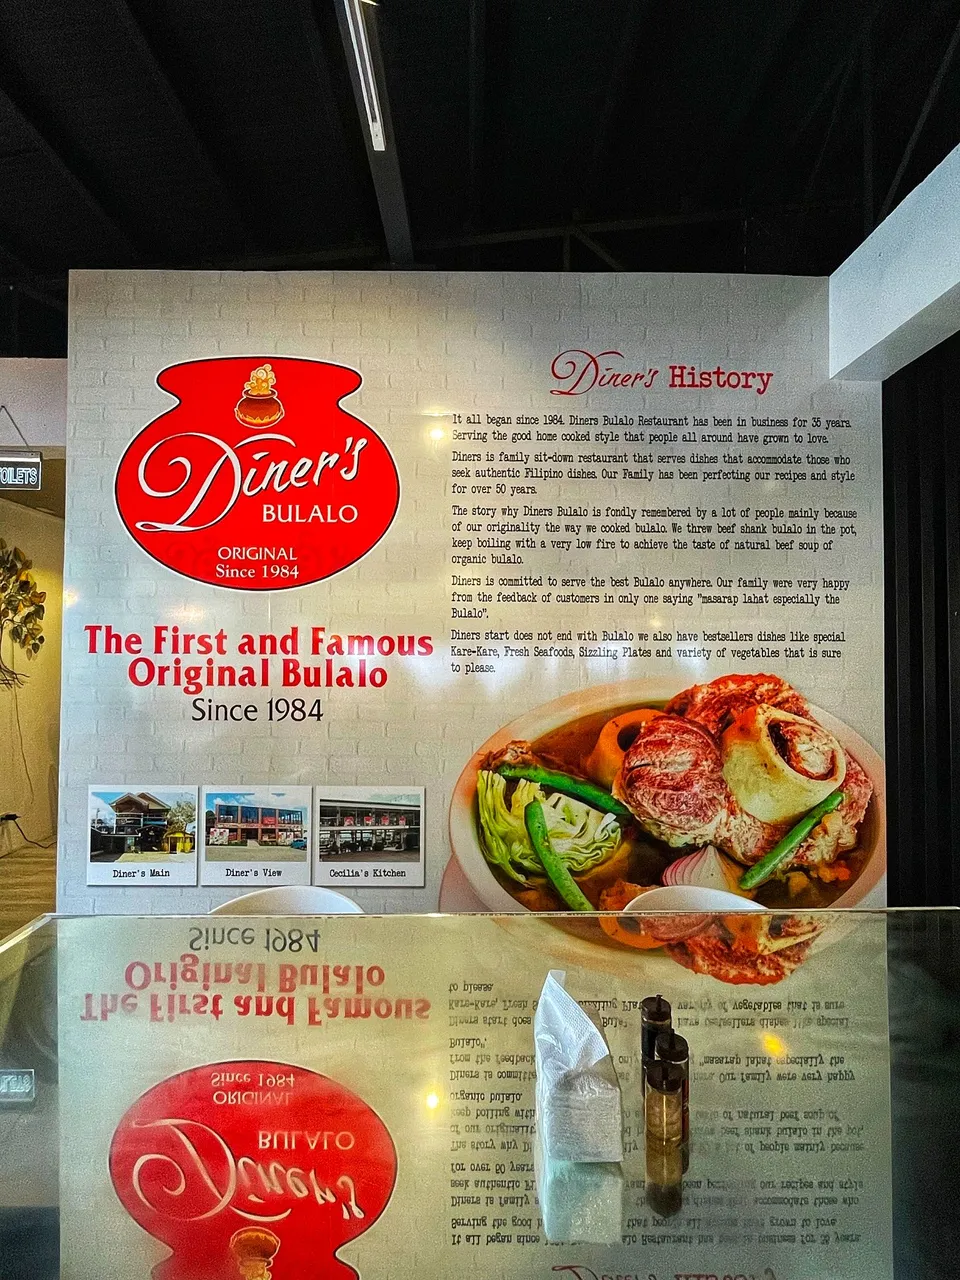 TOILETS
Diner's
BULALO
ORIGINAL
Since 1984
The First and Famous
Original Bulalo
Since 1984
Diner's Main
Diner's View
Cecilia's Kitchen
Diner's History
It all began since 1984. Diners Bulalo Restaurant has been in business for 35 years.
Serving the good home cooked style that people all around have grown to love.
Diners is family sit-down restaurant that serves dishes that accommodate those who
seek authentic Filipino dishes. Our Family has been perfecting our recipes and style
for over 50 years.
The story why Diners Bulalo is fondly remembered by a lot of people mainly because
of our originality the way we cooked bulalo. We threw beef shank bulalo in the pot,
keep boiling with a very low fire to achieve the taste of natural beef soup of
organic bulalo.
Diners is committed to serve the best Bulalo anywhere. Our family were very happy
from the feedback of customers in only one saying "masarap lahat especially the
Bulalo".
Diners start does not end with Bulalo we also have bestsellers dishes like special
Kare-Kare, Fresh Seafoods, Sizzling Plates and variety of vegetables that is sure
to please.